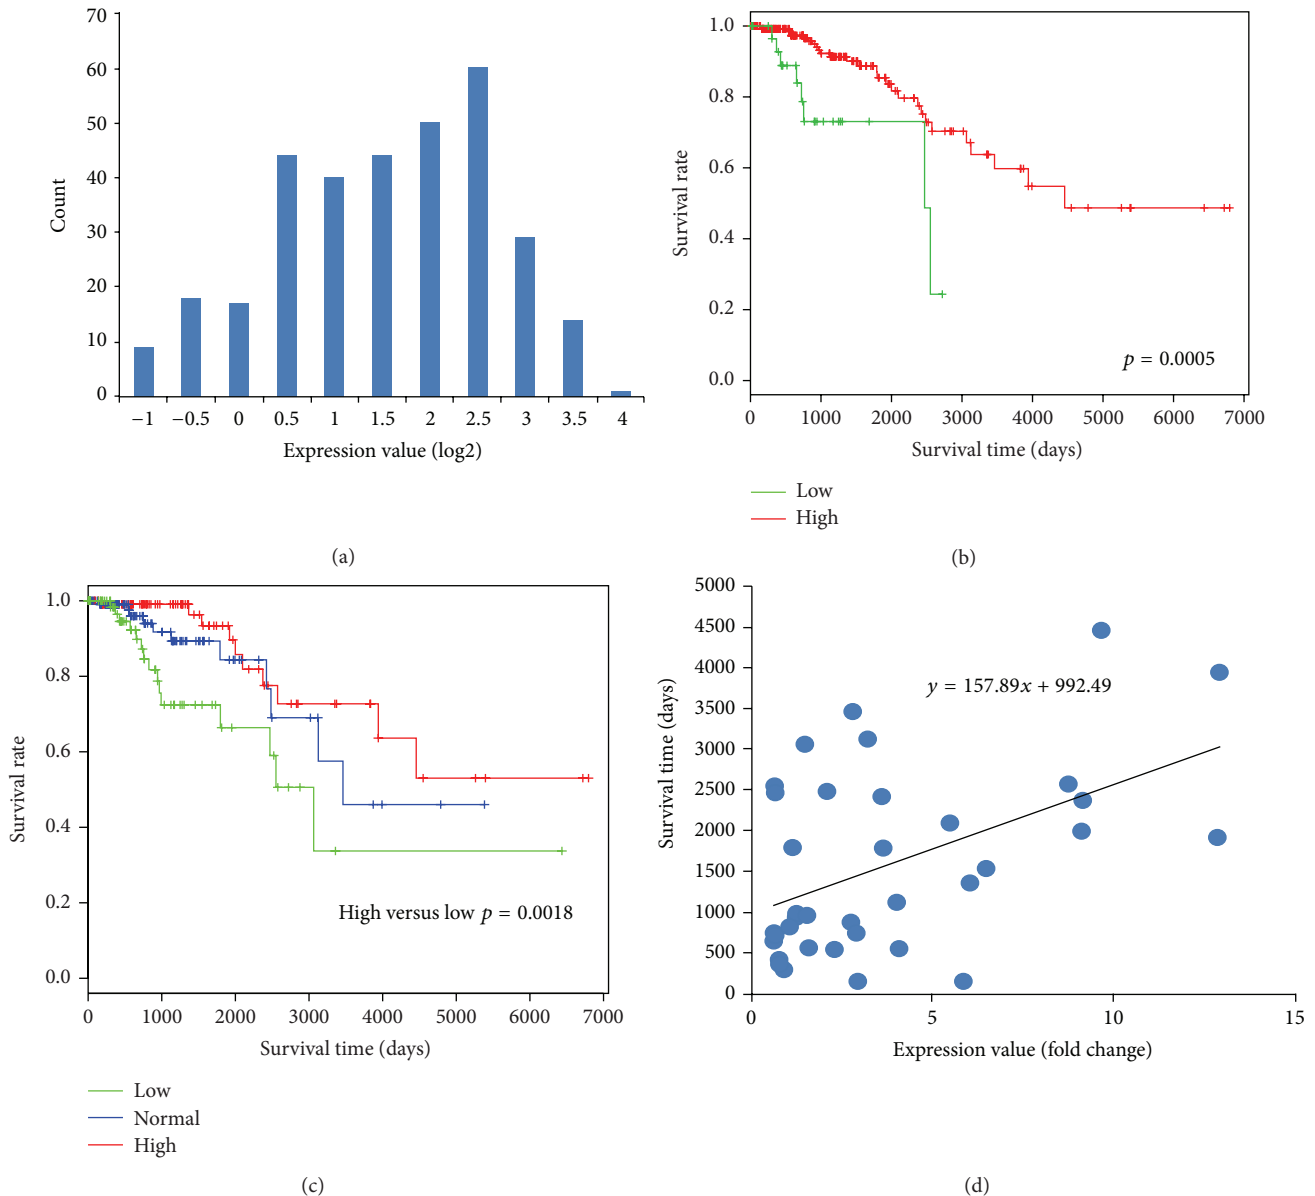 70
60
50
40
30
20
10
0
Count
−1 −0.5 0 0.5 1 1.5 2 2.5 3 3.5 4
Expression value (log2)
(a)
1.0
0.8
0.6
0.4
0.2
0.0
Survival rate
p = 0.0005
0 1000 2000 3000 4000 5000 6000 7000
Survival time (days)
Low
High
(b)
1.0
0.8
0.6
0.4
0.2
0.0
Survival rate
High versus low p = 0.0018
0 1000 2000 3000 4000 5000 6000 7000
Survival time (days)
Low
Normal
High
(c)
5000
4500
4000
3500
3000
2500
2000
1500
1000
500
0
Survival time (days)
y = 157.89x + 992.49
0 5 10 15
Expression value (fold change)
(d)